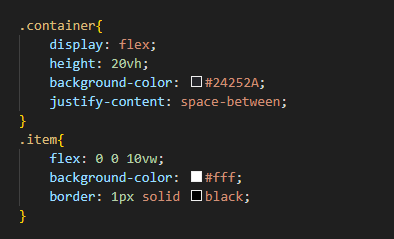 .container{
    display: flex;
    height: 20vh;
    background-color: #24252A;
    justify-content: space-between;
}
.item{
    flex: 0 0 10vw;
    background-color: #fff;
    border: 1px solid black;
}